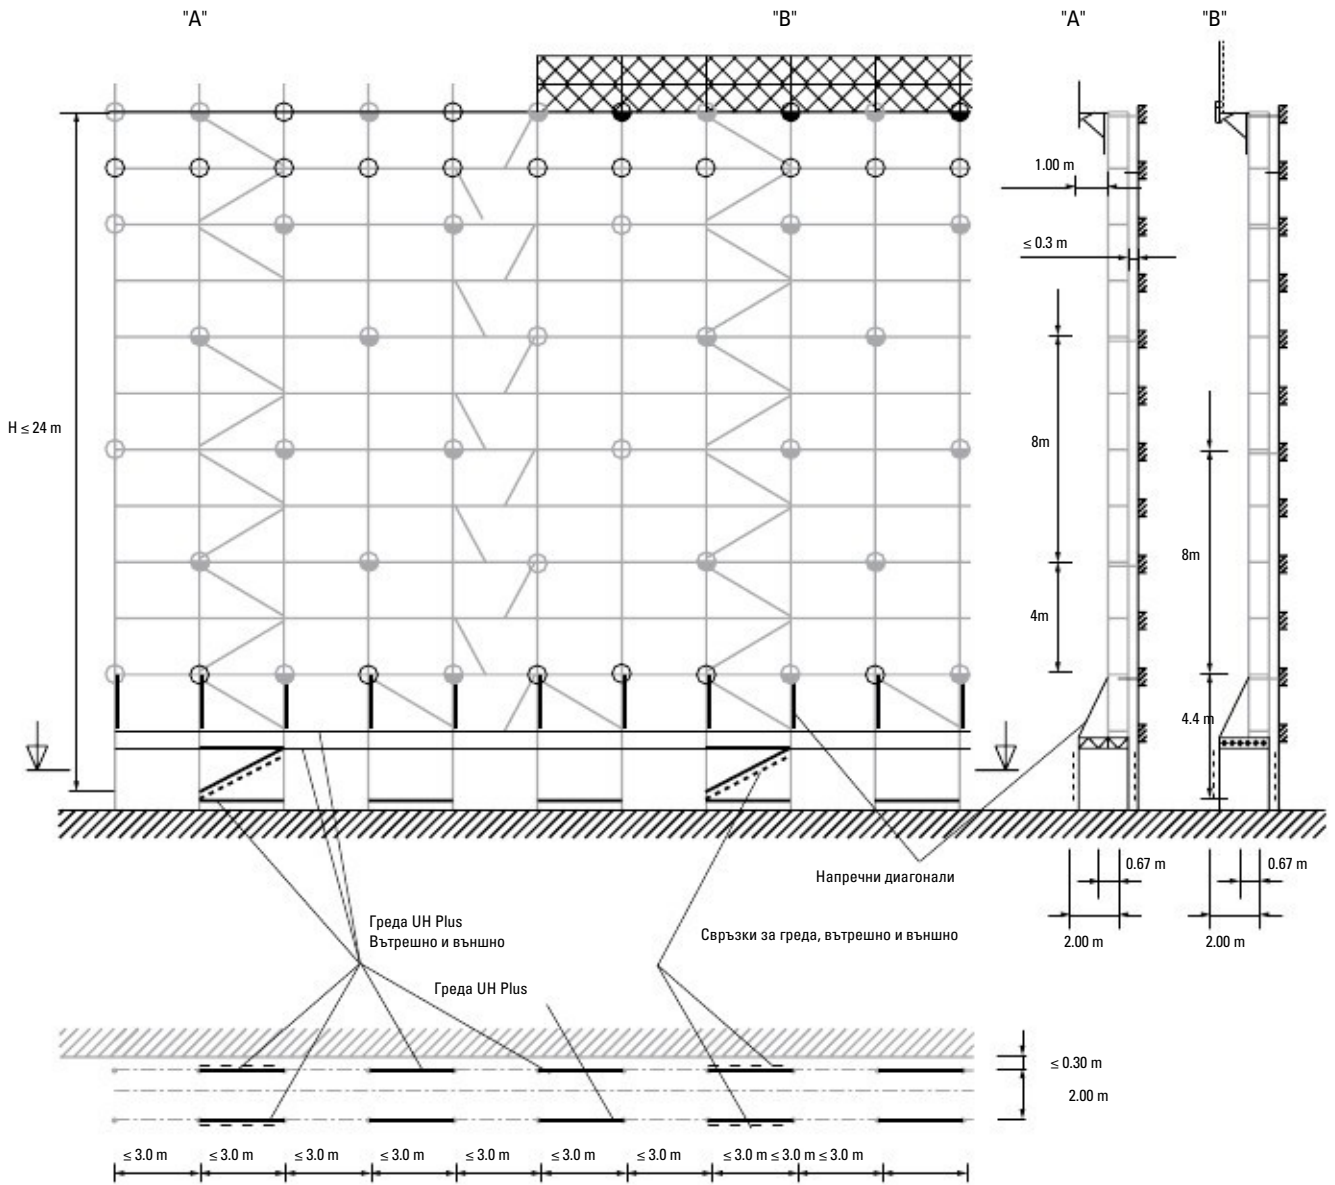 "A"
"B"
"A"
"B"
1.00 m
≤ 0.3 m
H ≤ 24 m
8m
8m
4m
4.4 m
Напречни диагонали
0.67 m
0.67 m
Греда UH Plus
Вътрешно и външно
Свръзки за греда, вътрешно и външно
2.00 m
2.00 m
Греда UH Plus
≤ 0.30 m
2.00 m
≤ 3.0 m ≤ 3.0 m ≤ 3.0 m ≤ 3.0 m ≤ 3.0 m ≤ 3.0 m ≤ 3.0 m ≤ 3.0 m ≤ 3.0 m ≤ 3.0 m